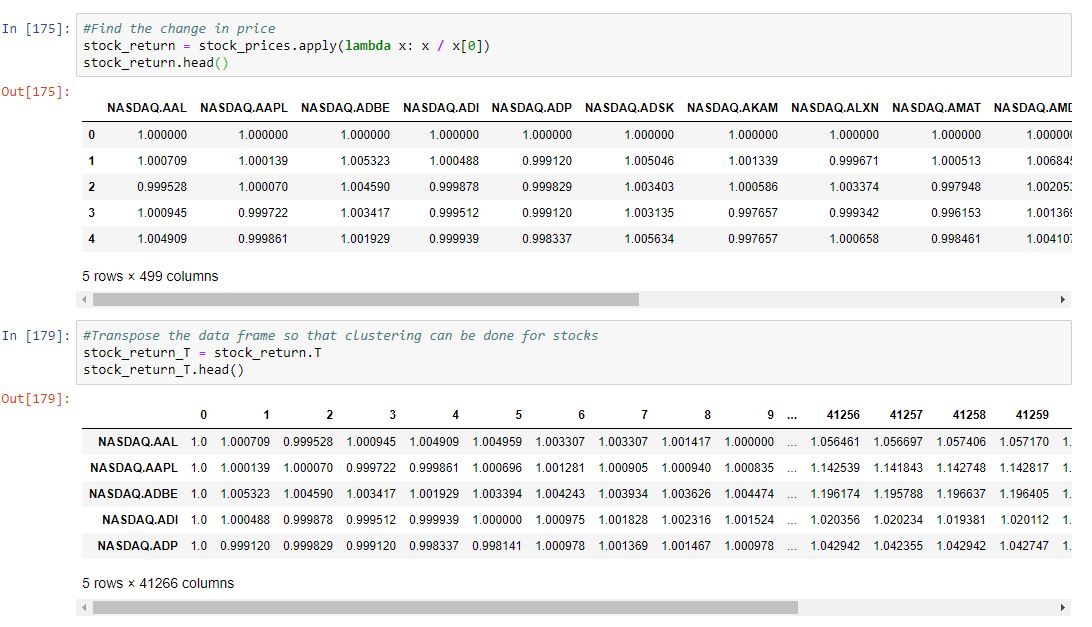 In [175]: #Find the change in price
stock_return = stock_prices.apply(lambda x: x / x[0])
stock_return.head()
Out[175]:
NASDAQ.AAL NASDAQ.AAPL NASDAQ.ADBE NASDAQ.ADI NASDAQ.ADP NASDAQ.ADSK NASDAQ.AKAM NASDAQ.ALXN NASDAQ.AMAT NASDAQ.AMD
0 1.000000 1.000000 1.000000 1.000000 1.000000 1.000000 1.000000 1.000000 1.000000 1.00000
1 1.000709 1.000139 1.005323 1.000488 0.999120 1.005046 1.001339 0.999671 1.000513 1.00684
2 0.999528 1.000070 1.004590 0.999878 0.999829 1.003403 1.000586 1.003374 0.997948 1.00205
3 1.000945 0.999722 1.003417 0.999512 0.999120 1.003135 0.997657 0.999342 0.996153 1.00136
4 1.004909 0.999861 1.001929 0.999939 0.998337 1.005634 0.997657 1.000658 0.998461 1.00410
5 rows × 499 columns
In [179]: #Transpose the data frame so that clustering can be done for stocks
stock_return_T = stock_return.T
stock_return_T.head()
Out[179]:
0 1 2 3 4 5 6 7 8 9 ... 41256 41257 41258 41259
NASDAQ.AAL 1.0 1.000709 0.999528 1.000945 1.004909 1.004959 1.003307 1.003307 1.001417 1.000000 ... 1.056461 1.056697 1.057406 1.057170 1.
NASDAQ.AAPL 1.0 1.000139 1.000070 0.999722 0.999861 1.000696 1.001281 1.000905 1.000940 1.000835 ... 1.142539 1.141843 1.142748 1.142817 1.
NASDAQ.ADBE 1.0 1.005323 1.004590 1.003417 1.001929 1.003394 1.004243 1.003934 1.003626 1.004474 ... 1.196174 1.195788 1.196637 1.196405 1.
NASDAQ.ADI 1.0 1.000488 0.999878 0.999512 0.999939 1.000000 1.000975 1.001828 1.002316 1.001524 ... 1.020356 1.020234 1.019381 1.020112 1.
NASDAQ.ADP 1.0 0.999120 0.999829 0.999120 0.998337 0.998141 1.000978 1.001369 1.001467 1.000978 ... 1.042942 1.042355 1.042942 1.042747 1.
5 rows × 41266 columns